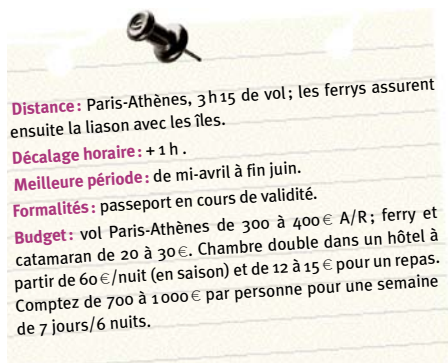 Distance : Paris-Athènes, 3 h 15 de vol ; les ferrys assurent
ensuite la liason avec les îles.
Décalage horaire : + 1 h .
Meilleure période : de mi-avril à fin juin.
Formalités : passeport en cours de validité.
Budget : vol Paris-Athènes de 300 à 400 € A/R ; ferry et
catamaran de 20 à 30 €. Chambre double dans un hôtel à
partir de 60 €/nuit (en saison) et de 12 à 15 € pour un repas.
Comptez de 700 à 1 000 € par personne pour une semaine
de 7 jours/6 nuits.